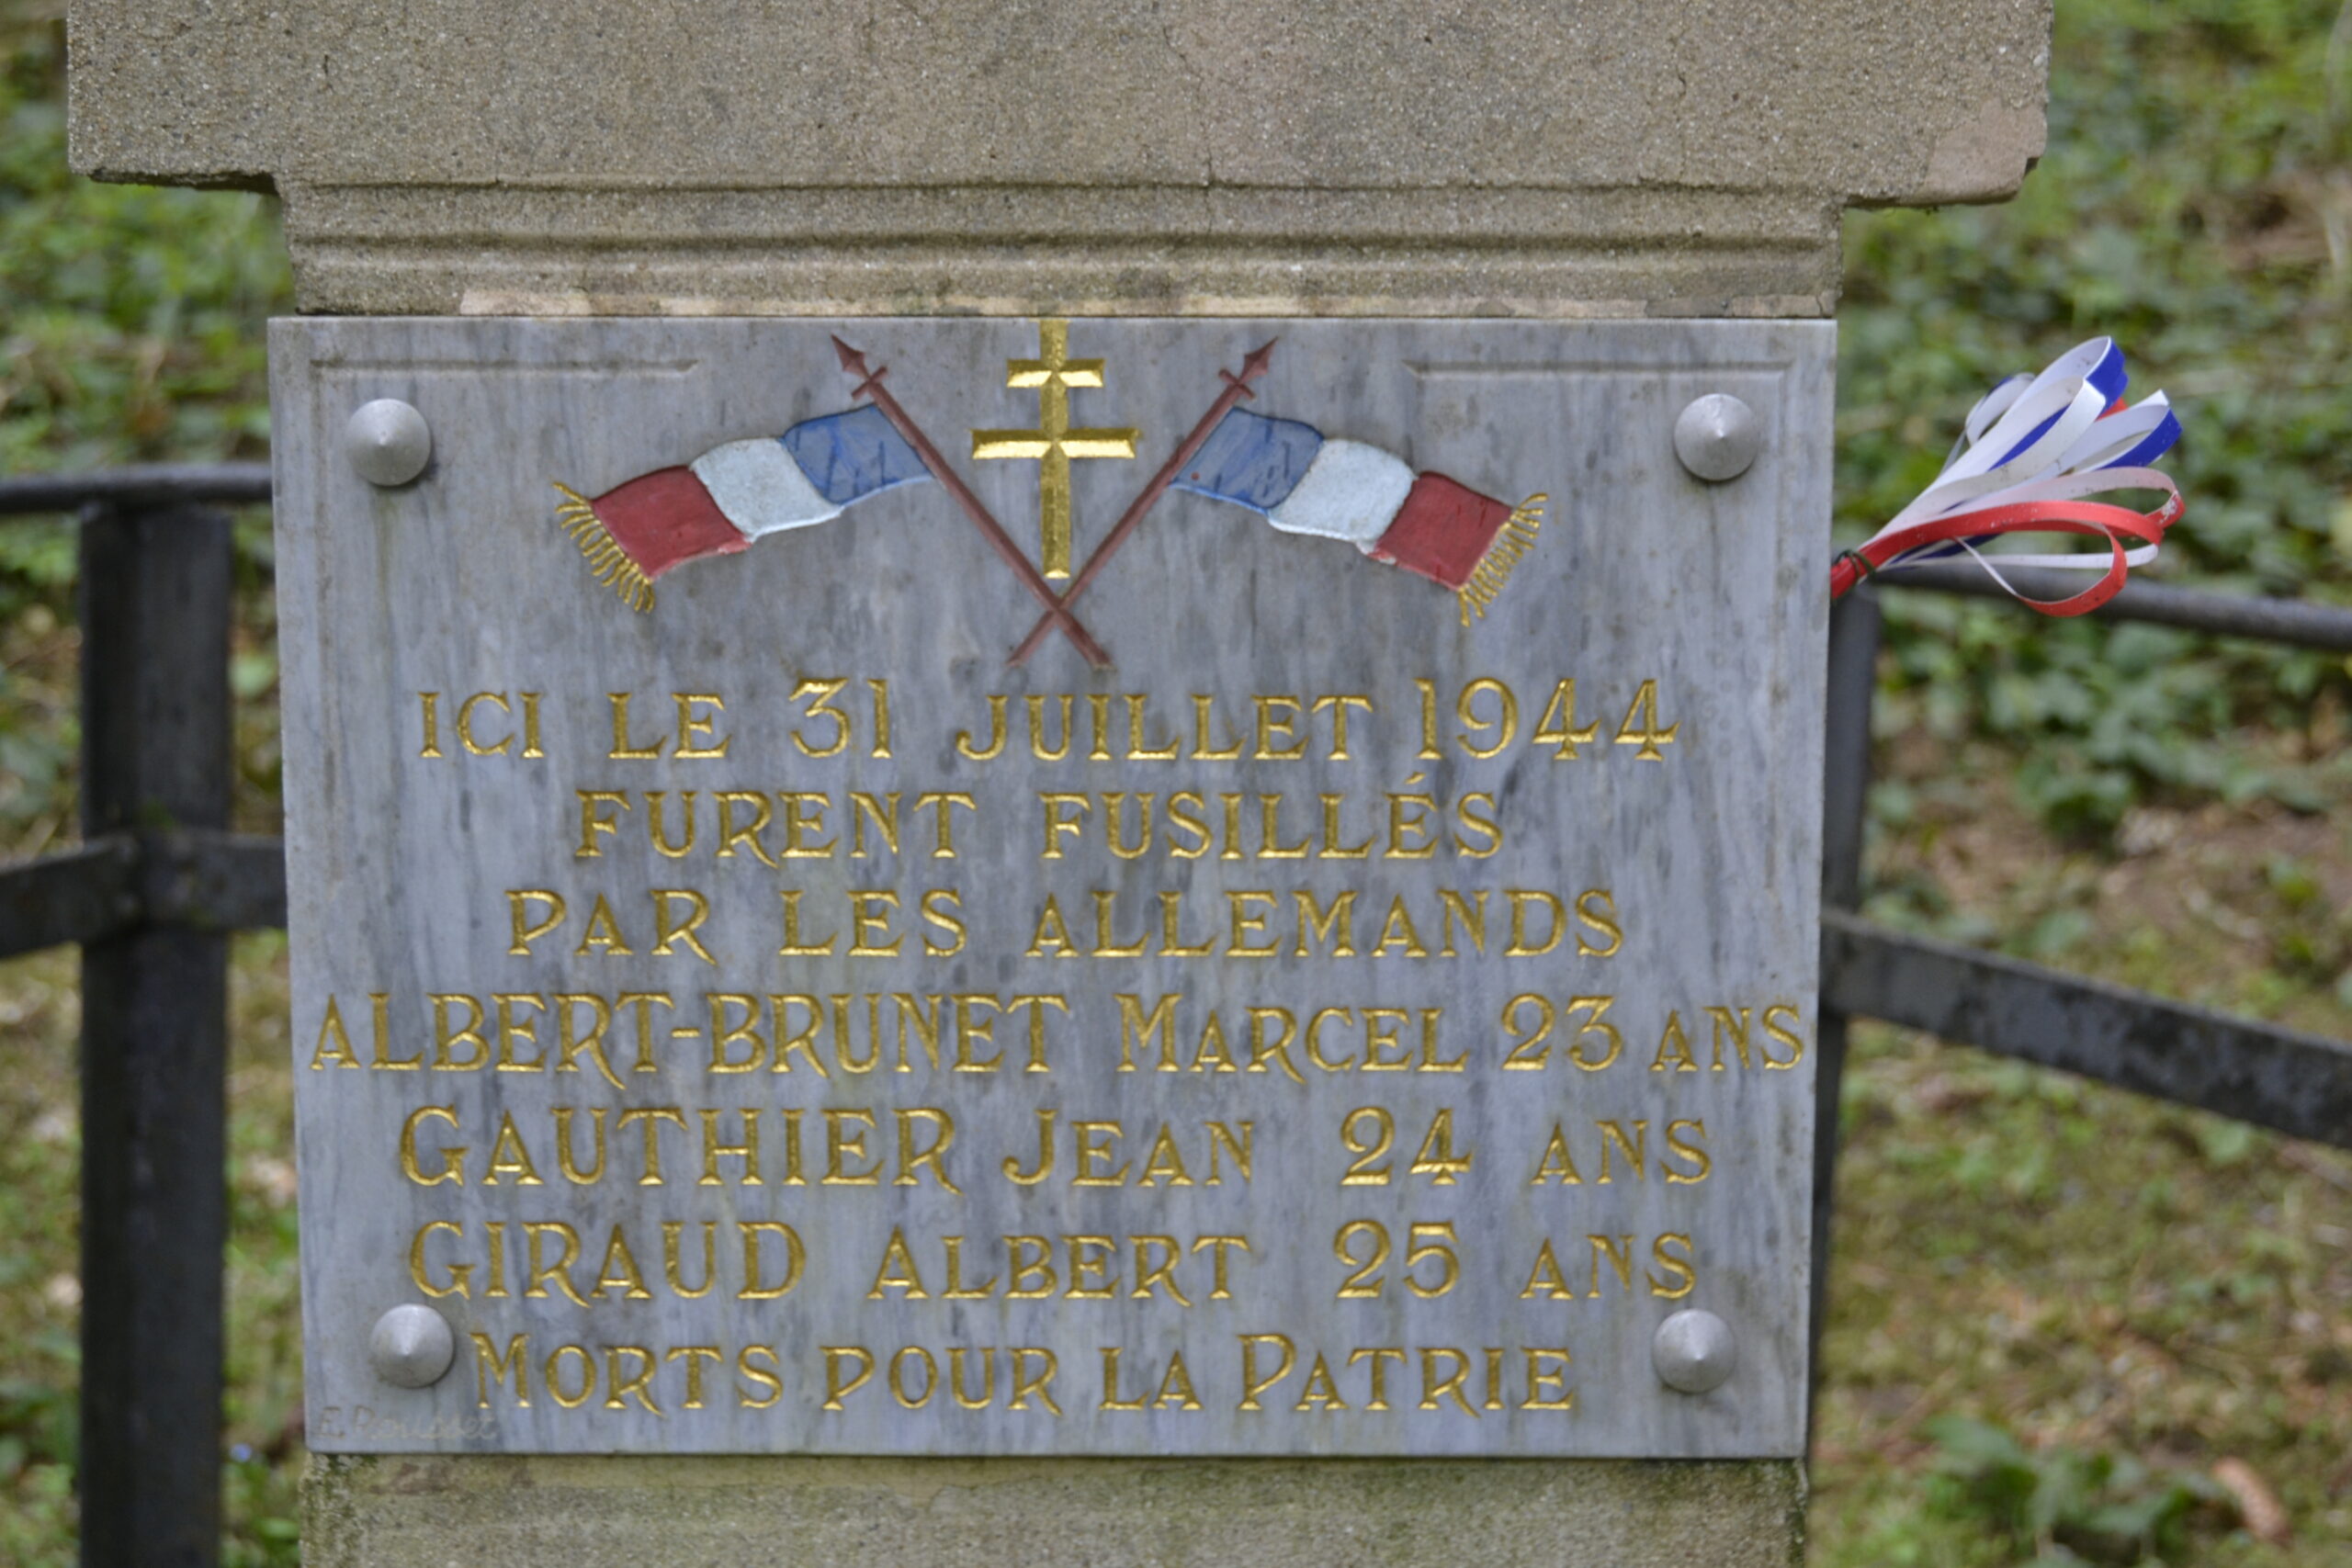 ICI LE 31 JUILLET 1944
FURENT FUSILLÉS
PAR LES ALLEMANDS
ALBERT-BRUNET MARCEL 23 ANS
GAUTHIER JEAN 24 ANS
GIRAUD ALBERT 25 ANS
MORTS POUR LA PATRIE
E. Rousset